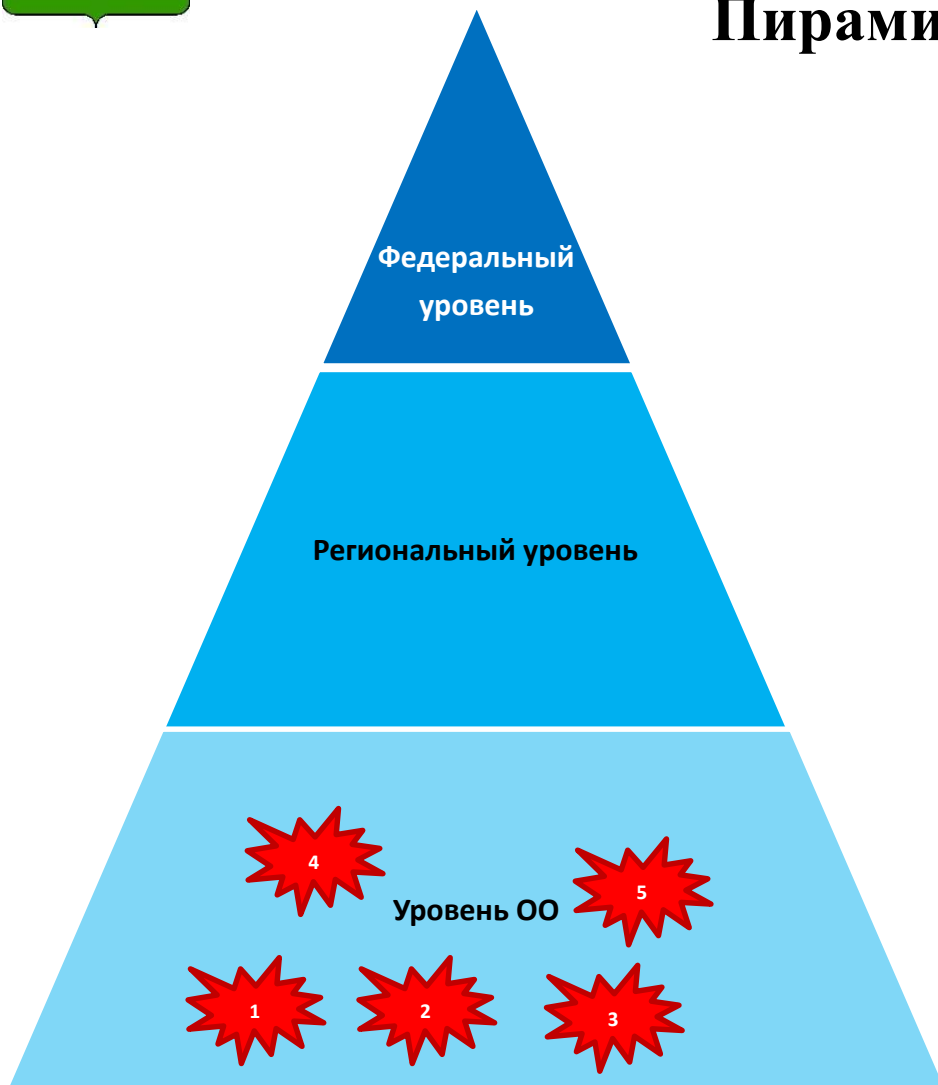 Пирами
Федеральный
уровень
Региональный уровень
4
5
Уровень ОО
1
2
3